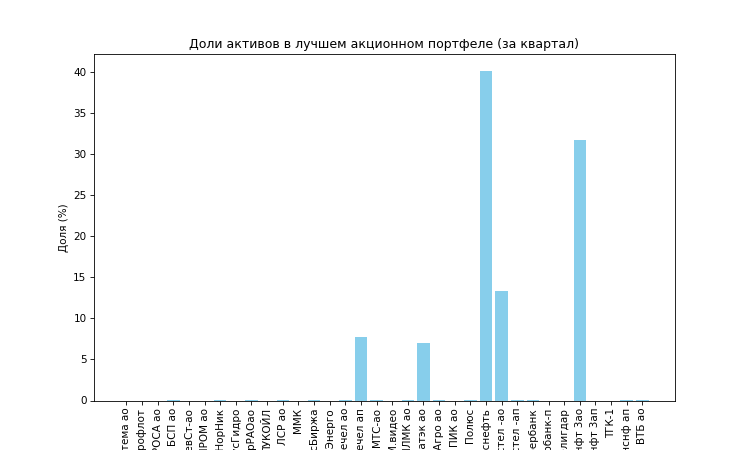 Доли активов в лучшем акционном портфеле (за квартал)
40
35
30
25
20
15
10
5
0
Доля (%)
тема ао
рофлот
РОСА ао
БСП ао
евСт-ао
ПРОМ ао
НорНик
сГидро
рРАОао
УКОЙЛ
ЛСР ао
ММК
сБиржа
Энерго
ечел ао
ечел ап
МТС-ао
М.видео
ЛМК ао
атэк ао
Агро ао
ПИК ао
Полюс
снефть
стел -ао
стел -ап
ербанк
рбанк-п
лигдар
нфт 3ао
нфт 3ап
ТГК-1
нснф ап
ВТБ ао